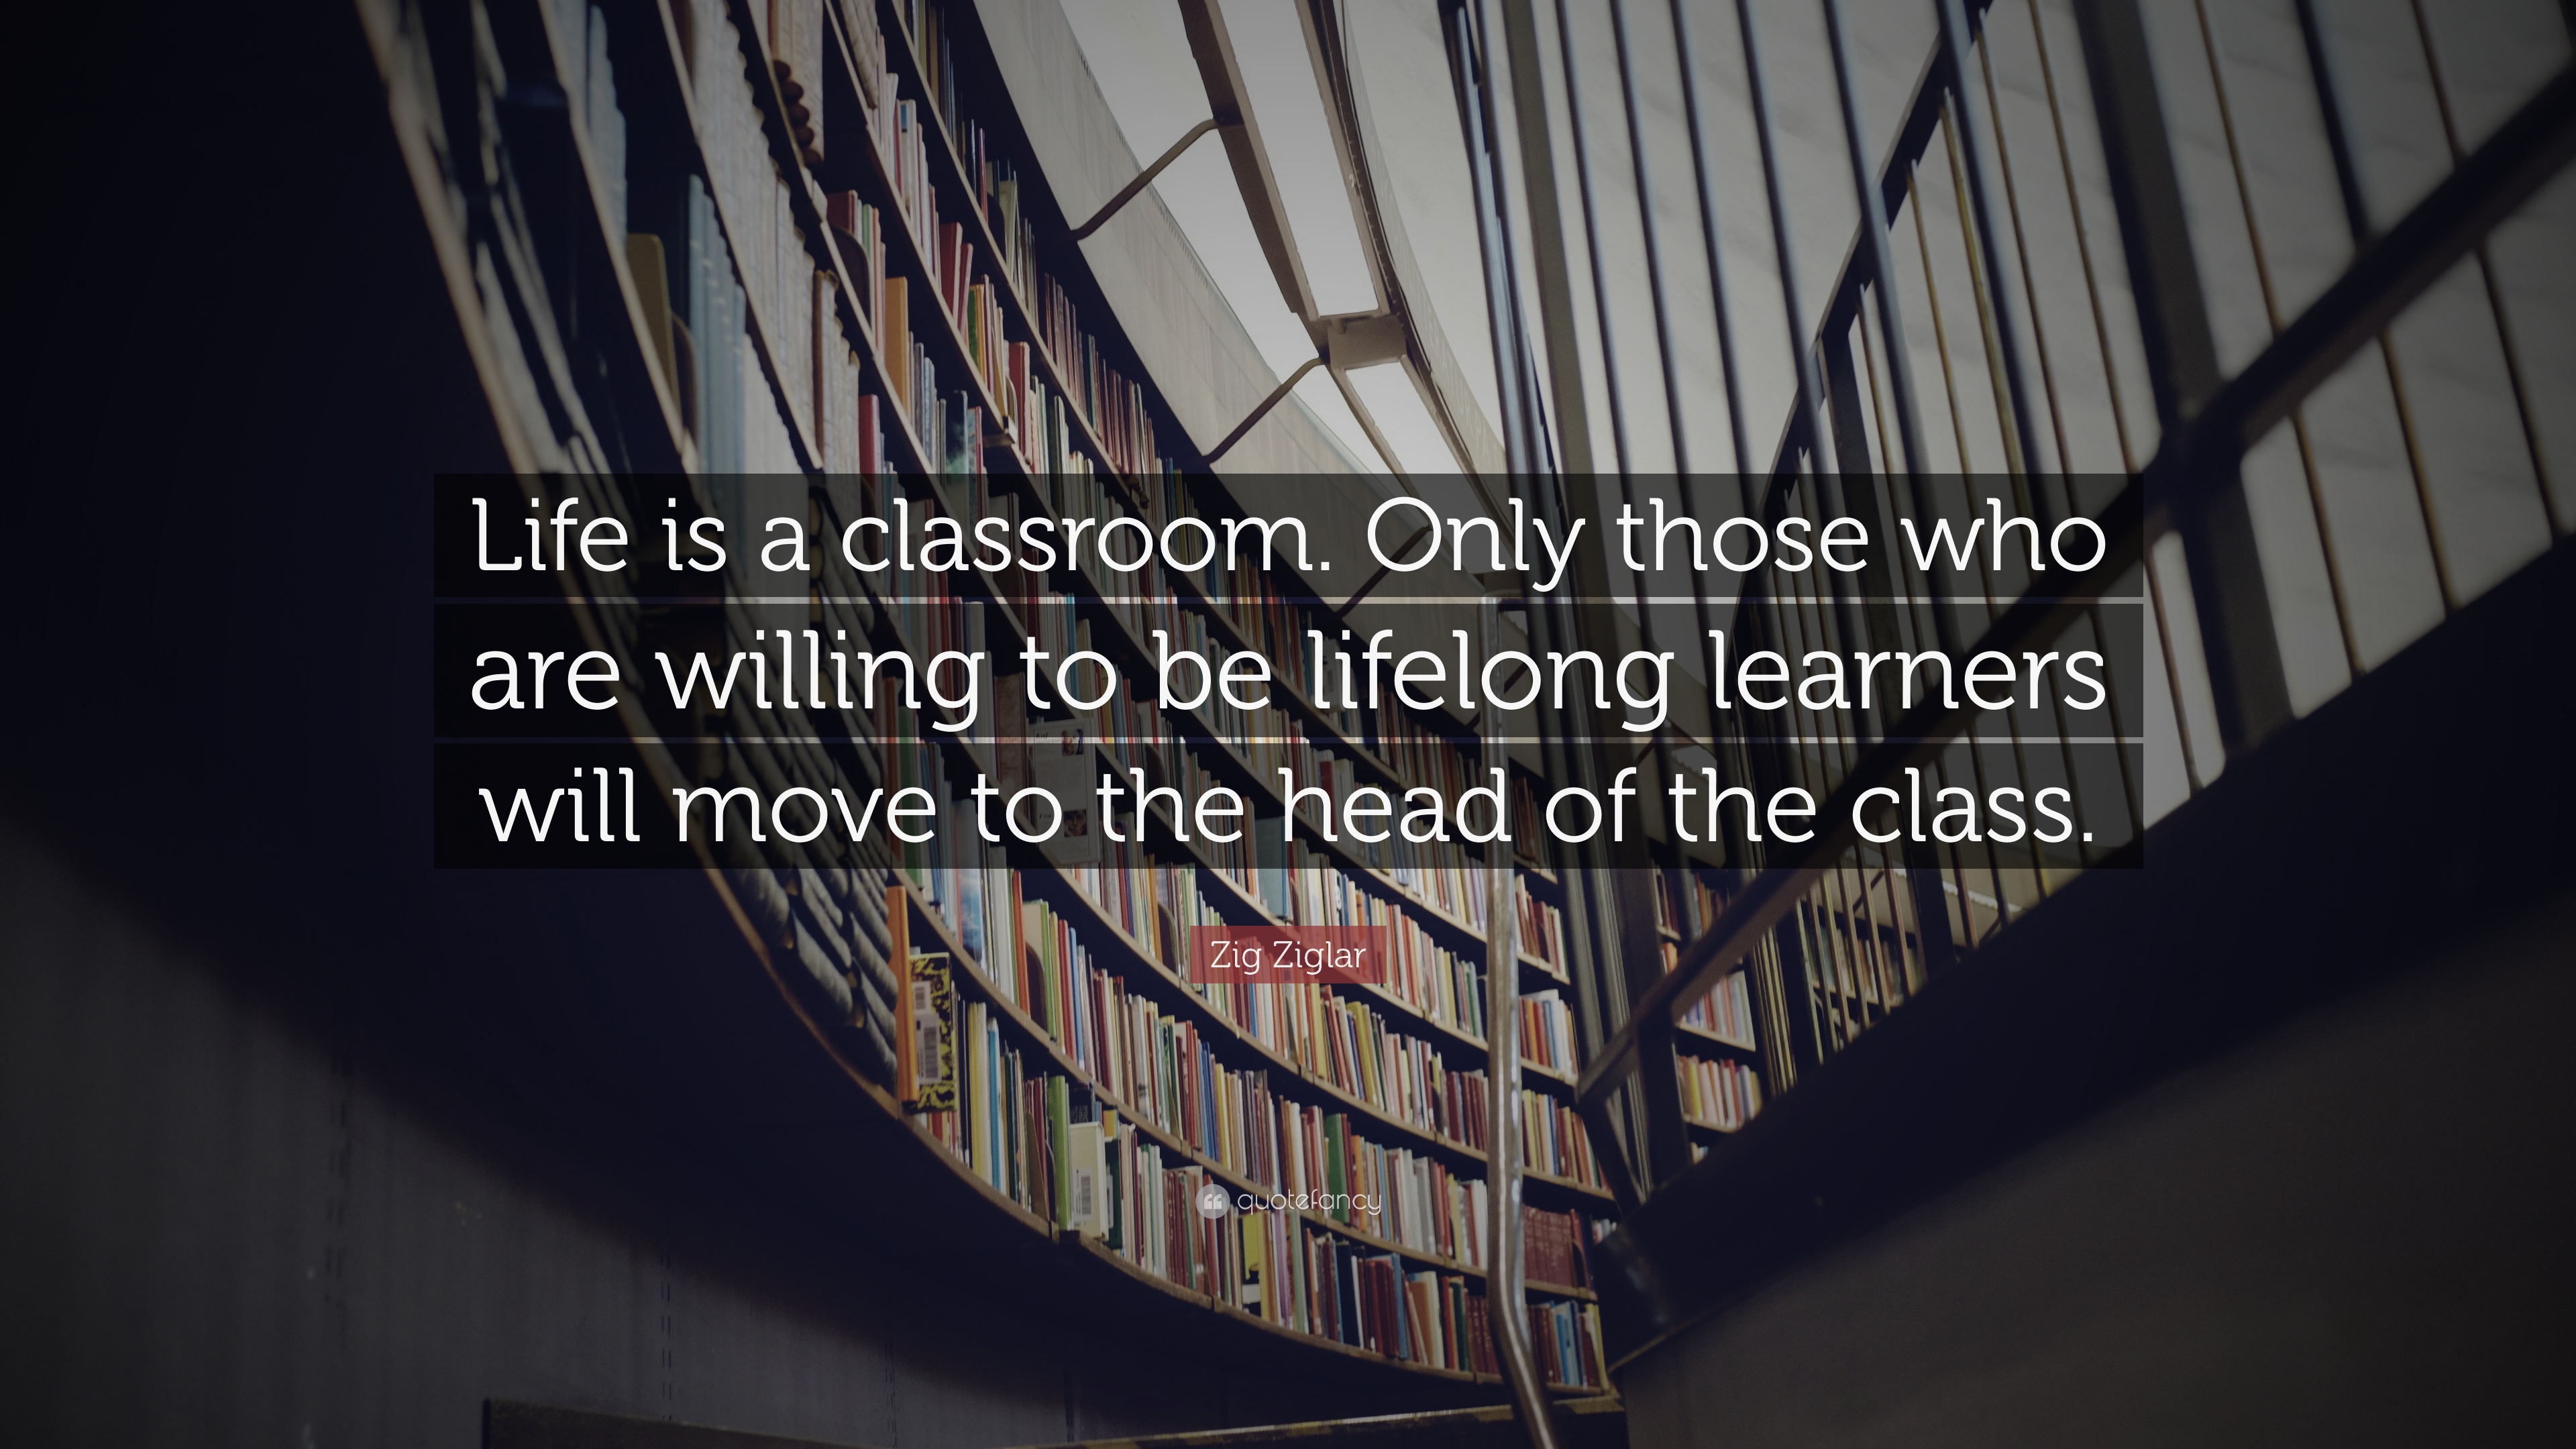 Life is a classroom. Only those who
are willing to be lifelong learners
will move to the head of the class.
Zig Ziglar
quotefancy